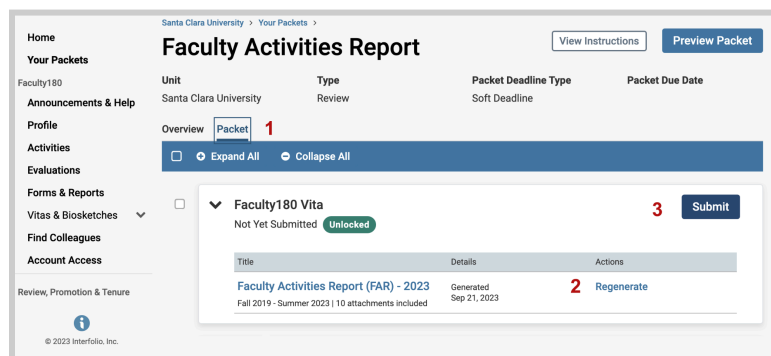 Home
Your Packets
Faculty180
Announcements & Help
Profile
Activities
Evaluations
Forms & Reports
Vitas & Biosketches
Find Colleagues
Account Access
Review, Promotion & Tenure
© 2023 Interfolio, Inc.
Santa Clara University > Your Packets >
Faculty Activities Report
View Instructions
Preview Packet
Unit Type Packet Deadline Type Packet Due Date
Santa Clara University Review Soft Deadline
Overview Packet 1
Expand All Collapse All
Faculty180 Vita
Not Yet Submitted Unlocked
3 Submit
Title Details Actions
Faculty Activities Report (FAR) - 2023 Generated 2 Regenerate
Fall 2019 - Summer 2023 | 10 attachments included Sep 21, 2023